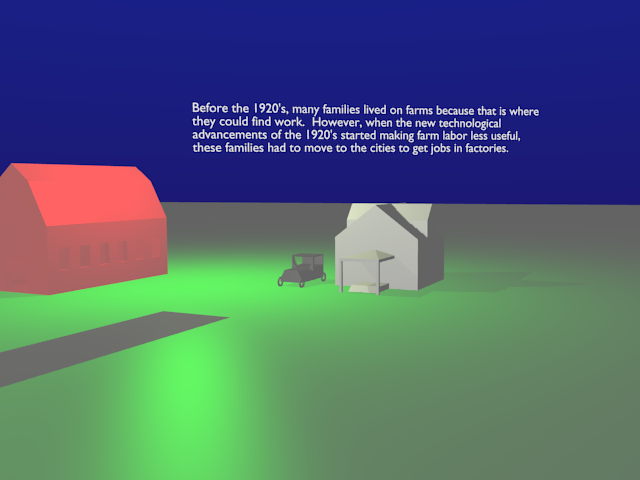 Before the 1920's, many families lived on farms because that is where
they could find work.  However, when the new technological
advancements of the 1920's started making farm labor less useful,
these families had to move to the cities to get jobs in factories.